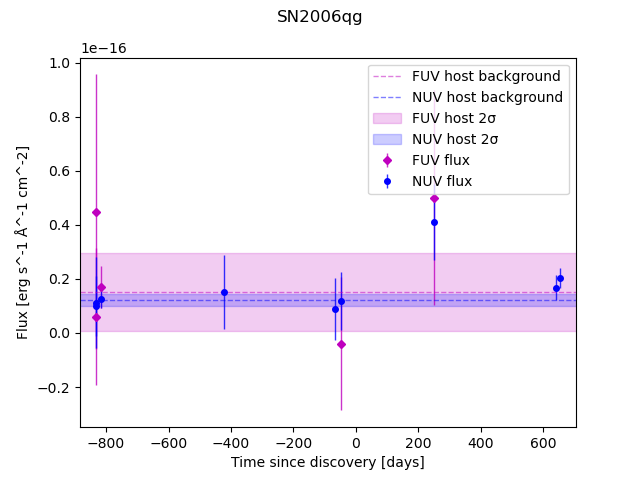 SN2006qg
1e−16
1.0
0.8
0.6
0.4
0.2
0.0
−0.2
Flux [erg s^-1 Å^-1 cm^-2]
FUV host background
NUV host background
FUV host 2σ
NUV host 2σ
FUV flux
NUV flux
−800 −600 −400 −200 0 200 400 600
Time since discovery [days]